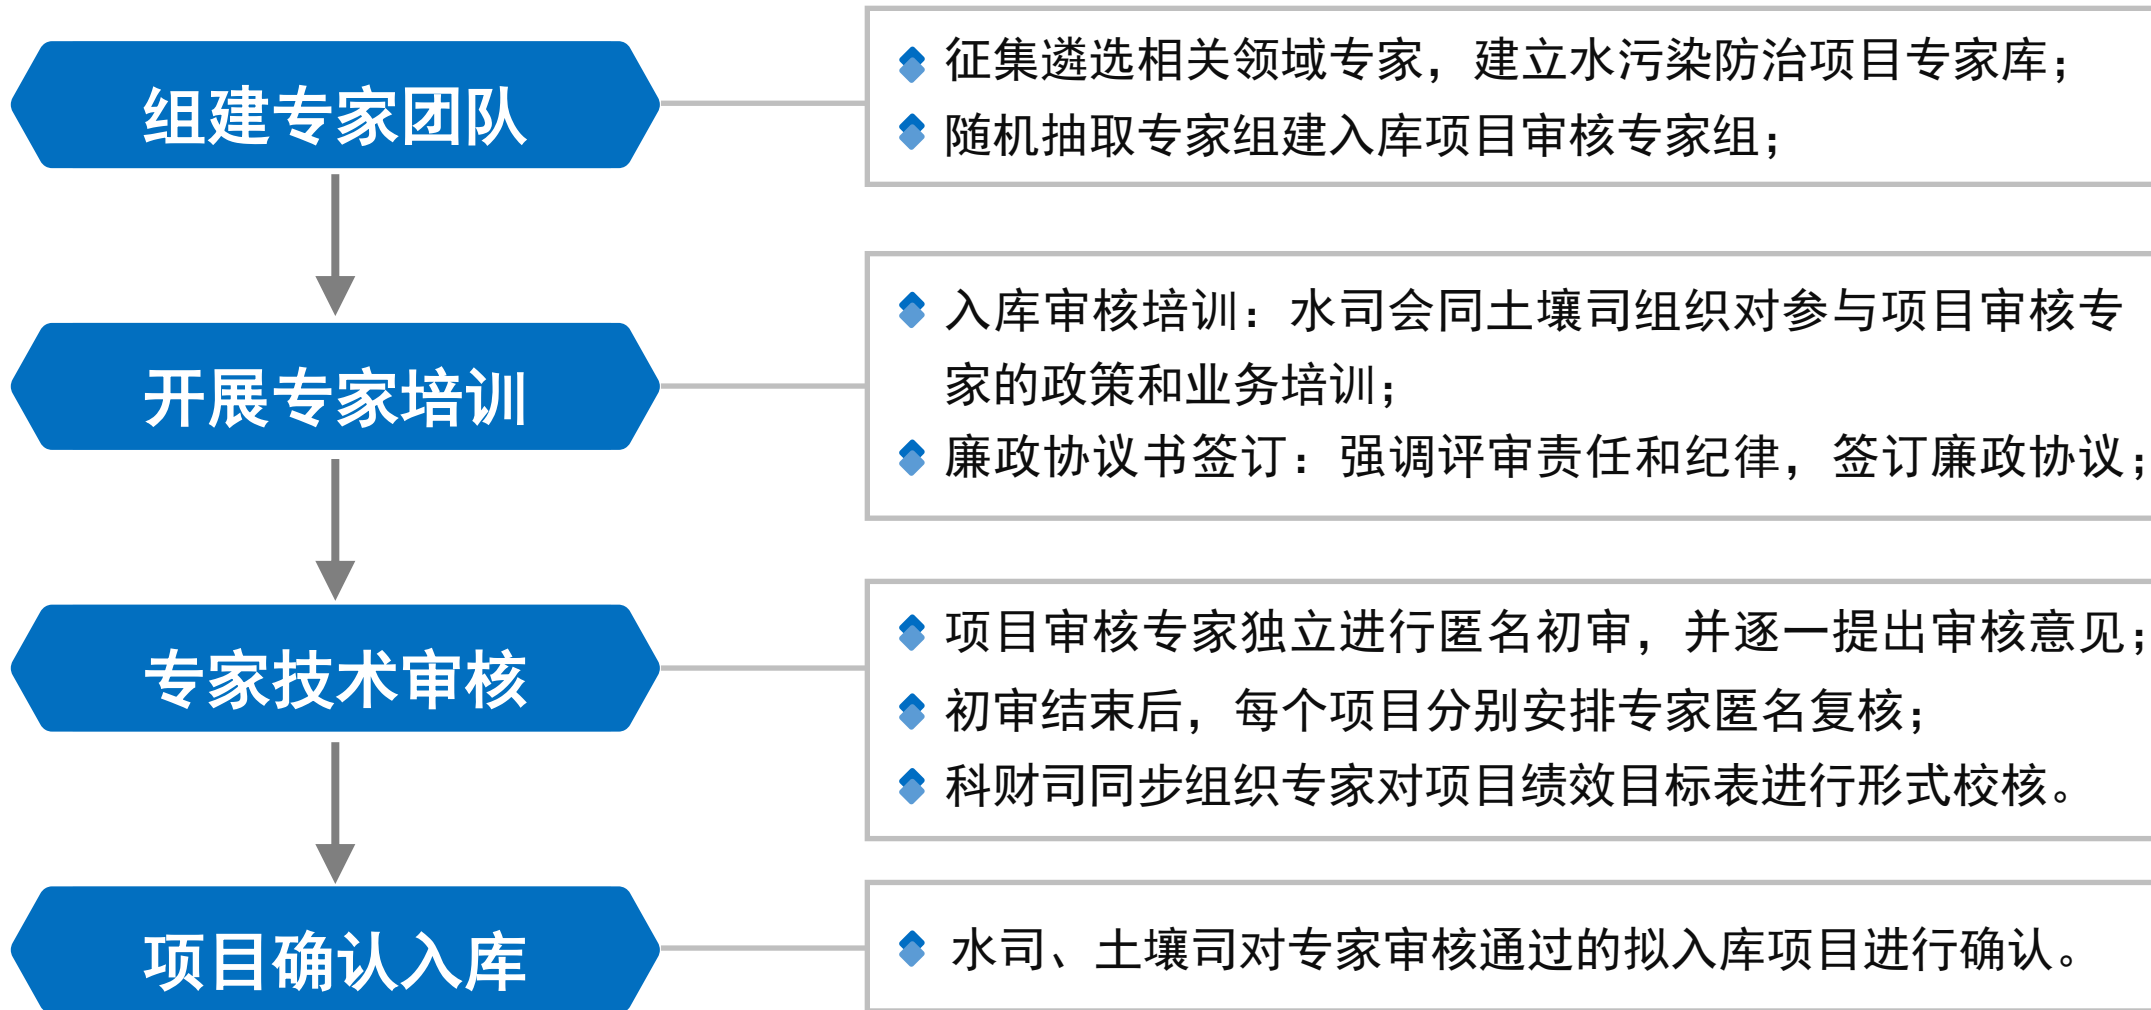 组建专家团队
征集遴选相关领域专家，建立水污染防治项目专家库；
随机抽取专家组建入库项目审核专家组；
开展专家培训
入库审核培训：水司会同土壤司组织对参与项目审核专
家的政策和业务培训；
廉政协议书签订：强调评审责任和纪律，签订廉政协议；
专家技术审核
项目审核专家独立进行匿名初审，并逐一提出审核意见；
初审结束后，每个项目分别安排专家匿名复核；
科财司同步组织专家对项目绩效目标表进行形式校核。
项目确认入库
水司、土壤司对专家审核通过的拟入库项目进行确认。